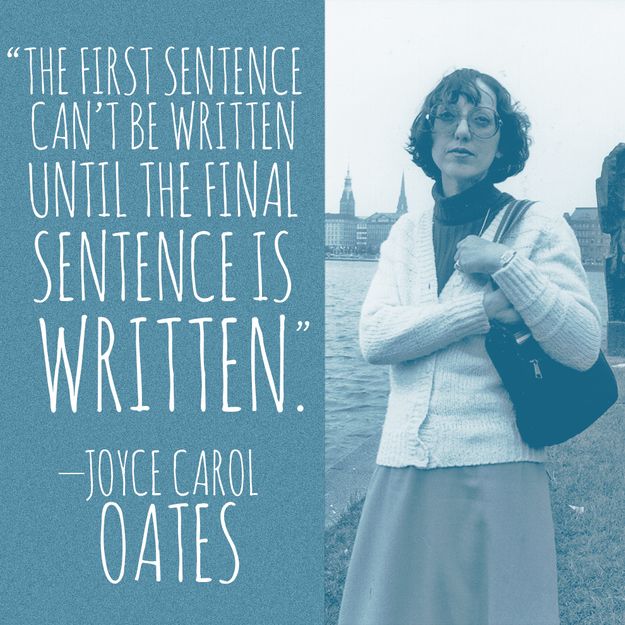 “THE FIRST SENTENCE
CAN’T BE WRITTEN
UNTIL THE FINAL
SENTENCE IS
WRITTEN.”
—JOYCE CAROL
OATES